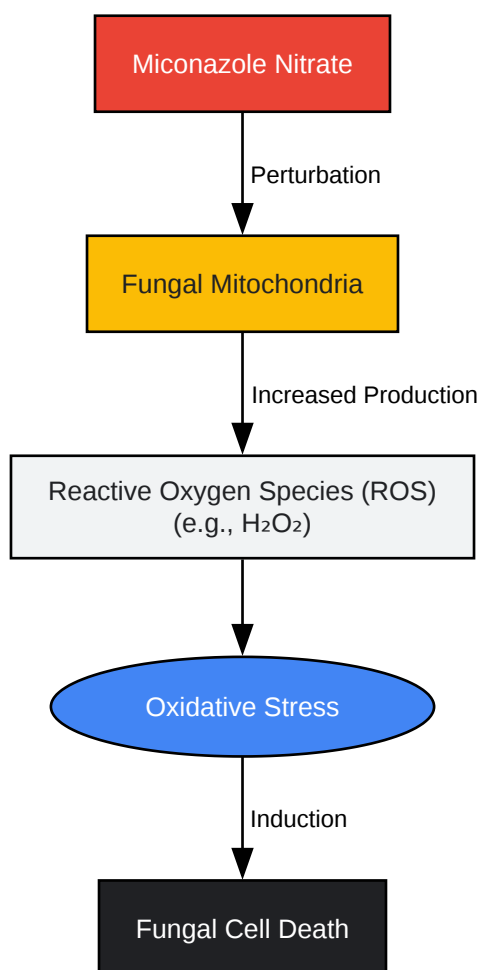 Miconazole Nitrate
Perturbation
Fungal Mitochondria
Increased Production
Reactive Oxygen Species (ROS)
(e.g., H₂O₂)
Oxidative Stress
Induction
Fungal Cell Death